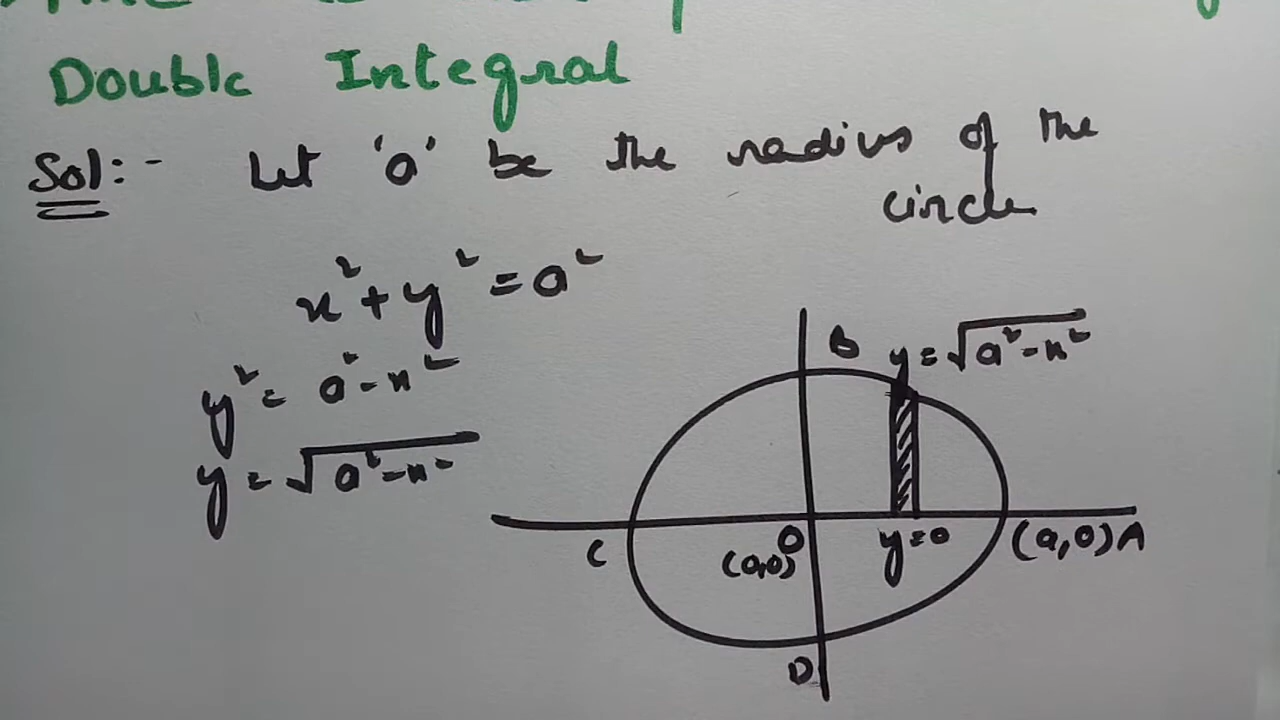 Double Integral
Sol:- Let 'a' be the radius of the
circle
x² + y² = a²
y² = a² - x²
y = √a² - x²
B y = √a² - x²
C
O
(0,0)
y=0
(a,0) A
D